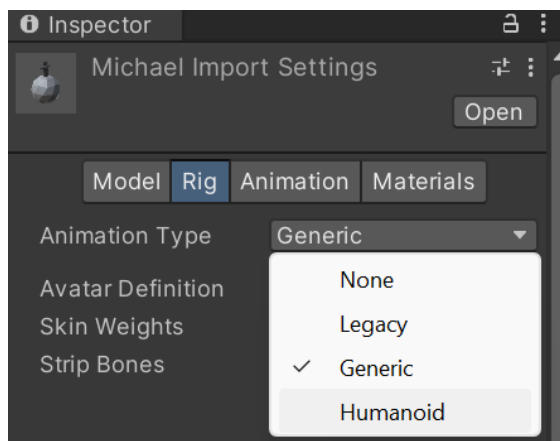 Inspector
Michael Import Settings
Open
Model Rig Animation Materials
Animation Type Generic
None
Avatar Definition
Legacy
Skin Weights
Strip Bones Generic
Humanoid